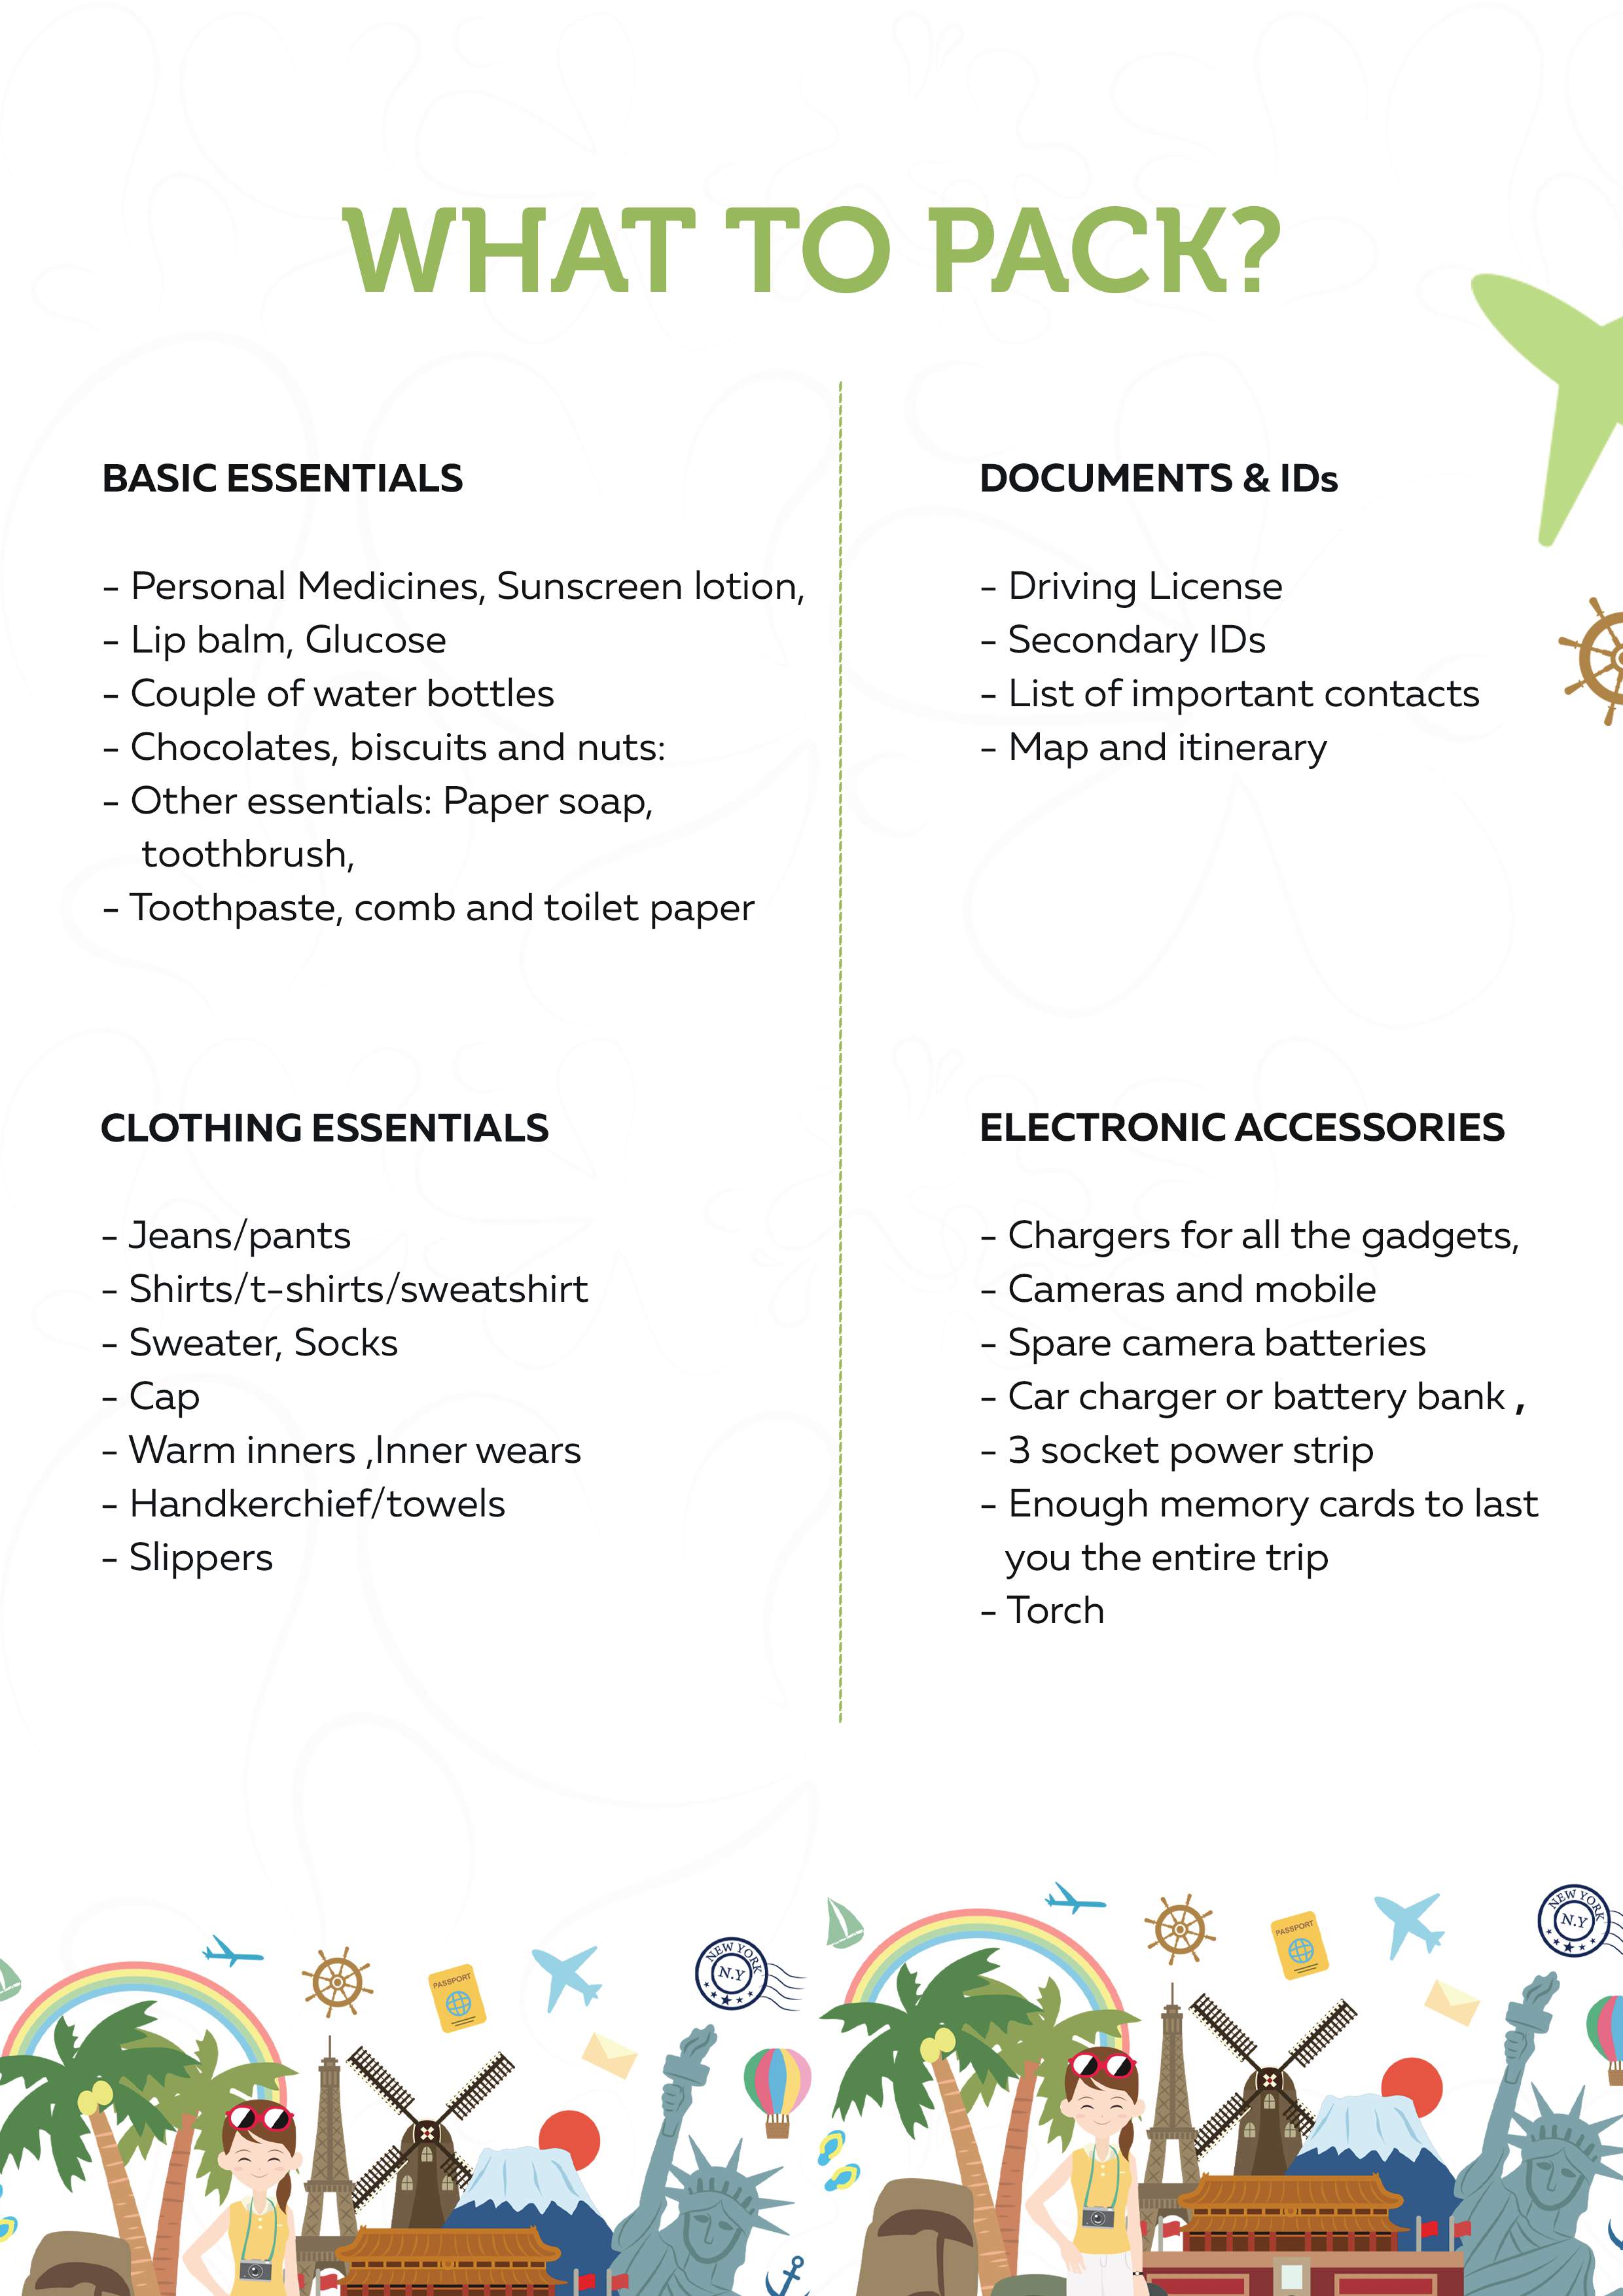 WHAT TO PACK?
BASIC ESSENTIALS
- Personal Medicines, Sunscreen lotion,
- Lip balm, Glucose
- Couple of water bottles
- Chocolates, biscuits and nuts:
- Other essentials: Paper soap,
toothbrush,
- Toothpaste, comb and toilet paper
DOCUMENTS & IDs
- Driving License
- Secondary IDs
- List of important contacts
- Map and itinerary
CLOTHING ESSENTIALS
- Jeans/pants
- Shirts/t-shirts/sweatshirt
- Sweater, Socks
- Cap
- Warm inners ,Inner wears
- Handkerchief/towels
- Slippers
ELECTRONIC ACCESSORIES
- Chargers for all the gadgets,
- Cameras and mobile
- Spare camera batteries
- Car charger or battery bank ,
- 3 socket power strip
- Enough memory cards to last
you the entire trip
- Torch
PASSPORT
NEW YORK
N.Y
PASSPORT
NEW YORK
N.Y